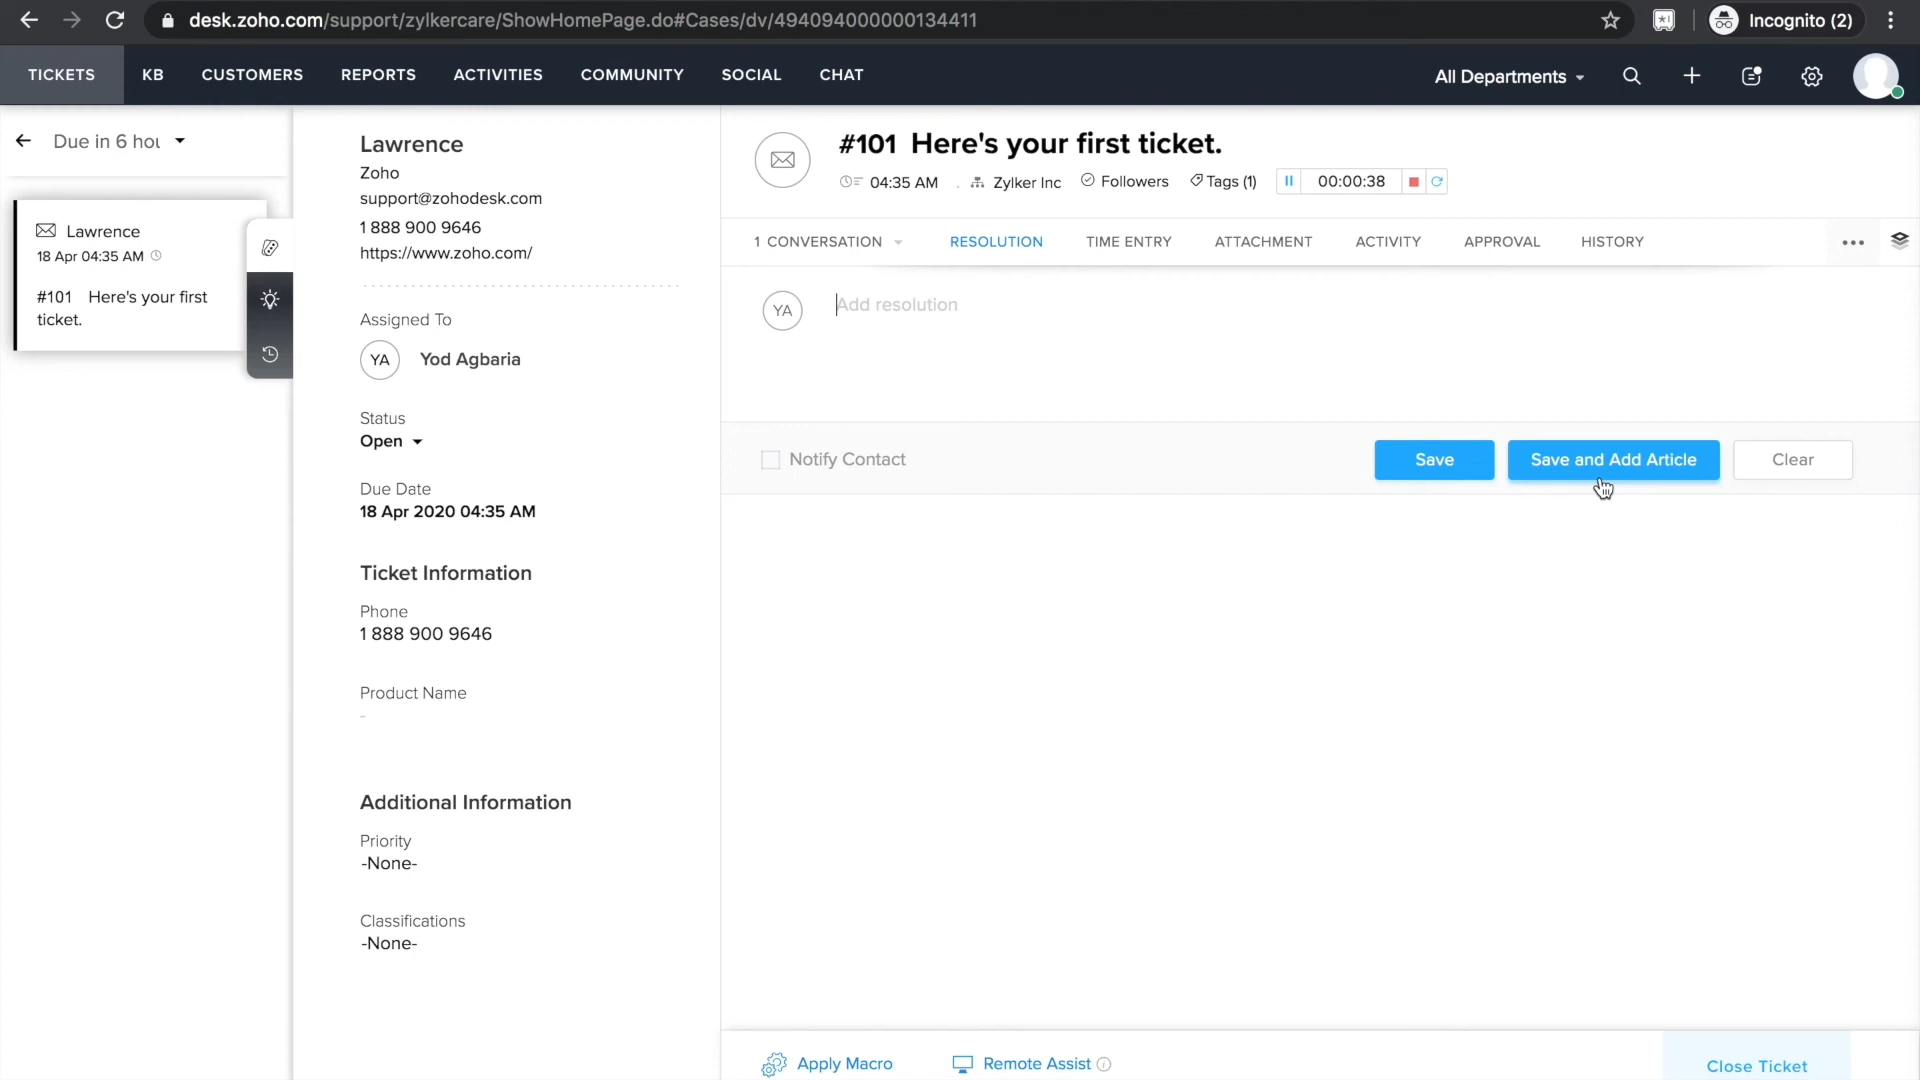 desk.zoho.com/support/zylkercare/ShowHomePage.do#Cases/dv/494094000000134411
Incognito (2)
TICKETS
KB
CUSTOMERS
REPORTS
ACTIVITIES
COMMUNITY
SOCIAL
CHAT
All Departments
Due in 6 hou
Lawrence
18 Apr 04:35 AM
#101 Here's your first
ticket.
Lawrence
Zoho
support@zohodesk.com
1 888 900 9646
https://www.zoho.com/
Assigned To
YA
Yod Agbaria
Status
Open
Due Date
18 Apr 2020 04:35 AM
Ticket Information
Phone
1 888 900 9646
Product Name
-
Additional Information
Priority
-None-
Classifications
-None-
#101 Here's your first ticket.
04:35 AM . Zylker Inc Followers Tags (1) 00:00:38
1 CONVERSATION
RESOLUTION
TIME ENTRY
ATTACHMENT
ACTIVITY
APPROVAL
HISTORY
YA
Add resolution
Notify Contact
Save
Save and Add Article
Clear
Apply Macro
Remote Assist
Close Ticket